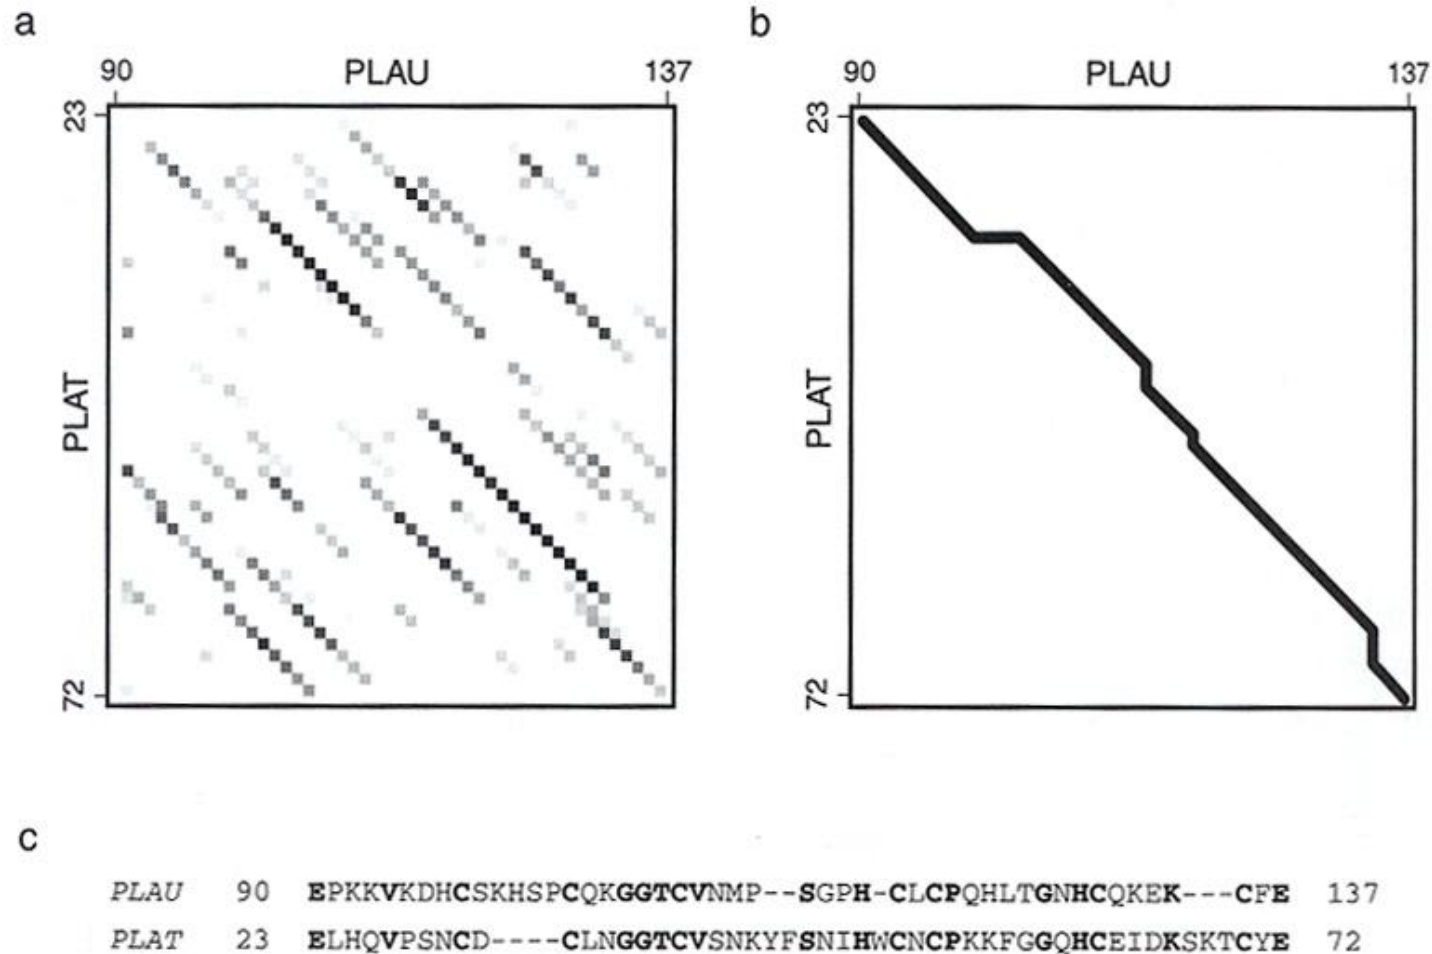 a
b
90 PLAU 137
90 PLAU 137
23
PLAT
72
23
PLAT
72
c
PLAU 90 EPKKVKDHCSKHSPCQKGGTCVNMP--SGPH-CLCPQHLTGNHCQKEK---CFE 137
PLAT 23 ELHQVPSNCD----CLNGGTCVSNKYFSNIHWCNCPKKFGGQHCEIDKSKTCYE 72